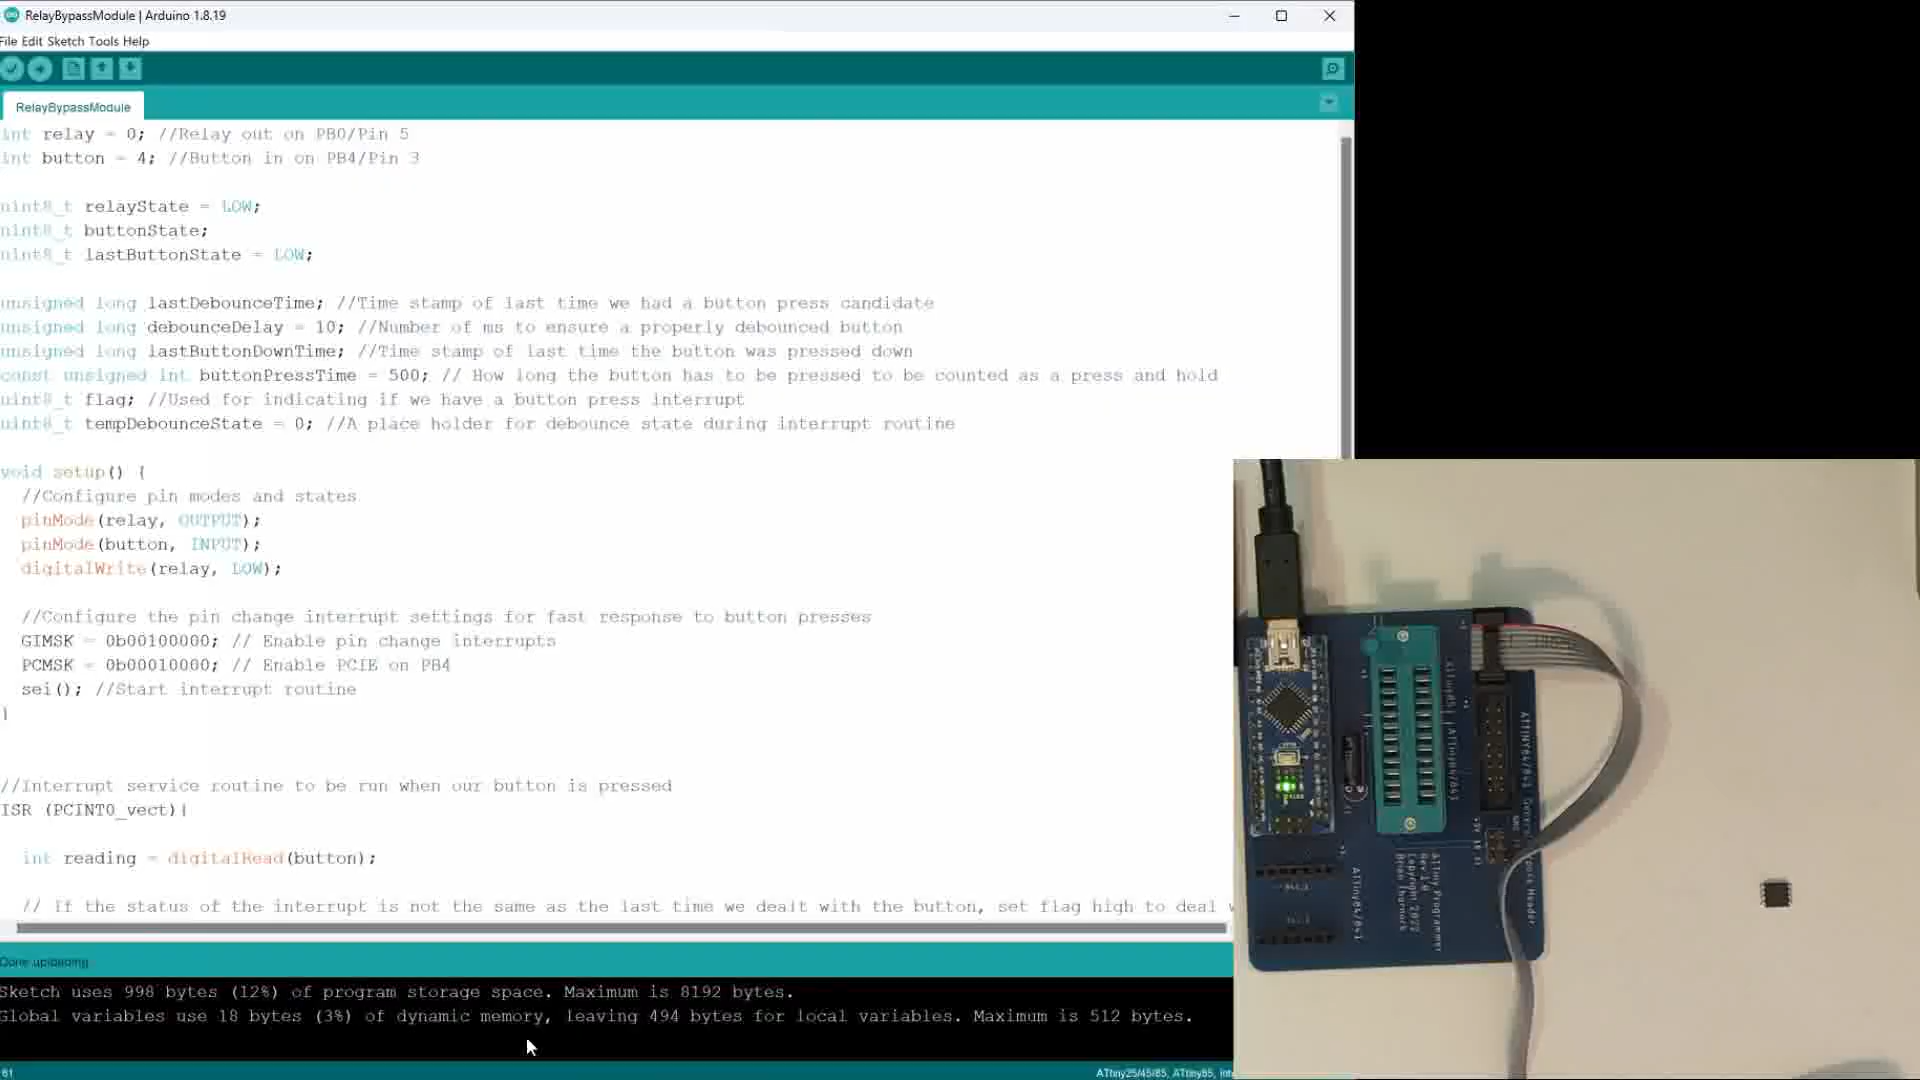 RelayBypassModule | Arduino 1.8.19
File Edit Sketch Tools Help
RelayBypassModule
int relay = 0; //Relay out on PB0/Pin 5
int button = 4; //Button in on PB4/Pin 3
uint8_t relayState = LOW;
uint8_t buttonState;
uint8_t lastButtonState = LOW;
unsigned long lastDebounceTime; //Time stamp of last time we had a button press candidate
unsigned long debounceDelay = 10; //Number of ms to ensure a properly debounced button
unsigned long lastButtonDownTime; //Time stamp of last time the button was pressed down
const unsigned int buttonPressTime = 500; // How long the button has to be pressed to be counted as a press and hold
uint8_t flag; //Used for indicating if we have a button press interrupt
uint8_t tempDebounceState = 0; //A place holder for debounce state during interrupt routine
void setup() {
//Configure pin modes and states
pinMode(relay, OUTPUT);
pinMode(button, INPUT);
digitalWrite(relay, LOW);
//Configure the pin change interrupt settings for fast response to button presses
GIMSK = 0b00100000; // Enable pin change interrupts
PCMSK = 0b00010000; // Enable PCIE on PB4
sei(); //Start interrupt routine
}
//Interrupt service routine to be run when our button is pressed
ISR (PCINT0_vect){
int reading = digitalRead(button);
// If the status of the interrupt is not the same as the last time we dealt with the button, set flag high to deal
Done uploading.
Sketch uses 998 bytes (12%) of program storage space. Maximum is 8192 bytes.
Global variables use 18 bytes (3%) of dynamic memory, leaving 494 bytes for local variables. Maximum is 512 bytes.
61
ATtiny25/45/85, ATtiny85, Int
ATTiny Programmer
Rev 1.0
Copyright 2022